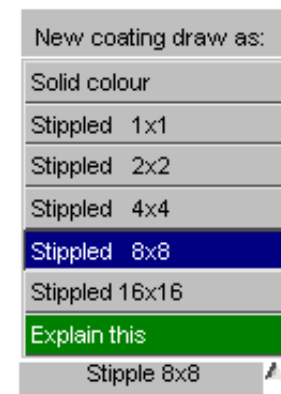 New coating draw as:
Solid colour
Stippled 1x1
Stippled 2x2
Stippled 4x4
Stippled 8x8
Stippled 16x16
Explain this
Stipple 8x8